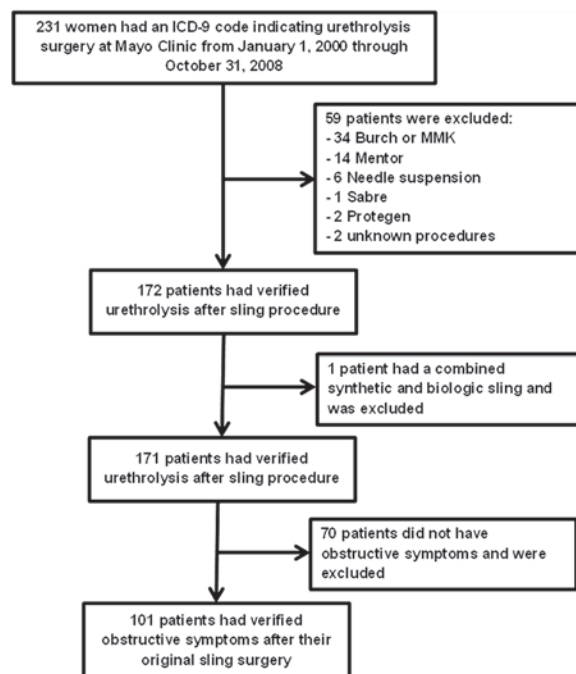 231 women had an ICD-9 code indicating urethrolysis
surgery at Mayo Clinic from January 1, 2000 through
October 31, 2008
59 patients were excluded:
- 34 Burch or MMK
- 14 Mentor
- 6 Needle suspension
- 1 Sabre
- 2 Protegen
- 2 unknown procedures
172 patients had verified
urethrolysis after sling procedure
1 patient had a combined
synthetic and biologic sling and
was excluded
171 patients had verified
urethrolysis after sling procedure
70 patients did not have
obstructive symptoms and were
excluded
101 patients had verified
obstructive symptoms after their
original sling surgery